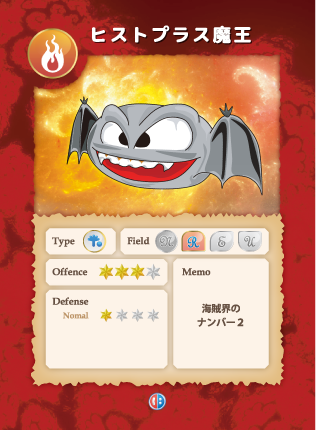 ヒストプラス魔王
Type
Field N R E U
Offence
Memo
Defense
Nomal
海賊界の
ナンバー2